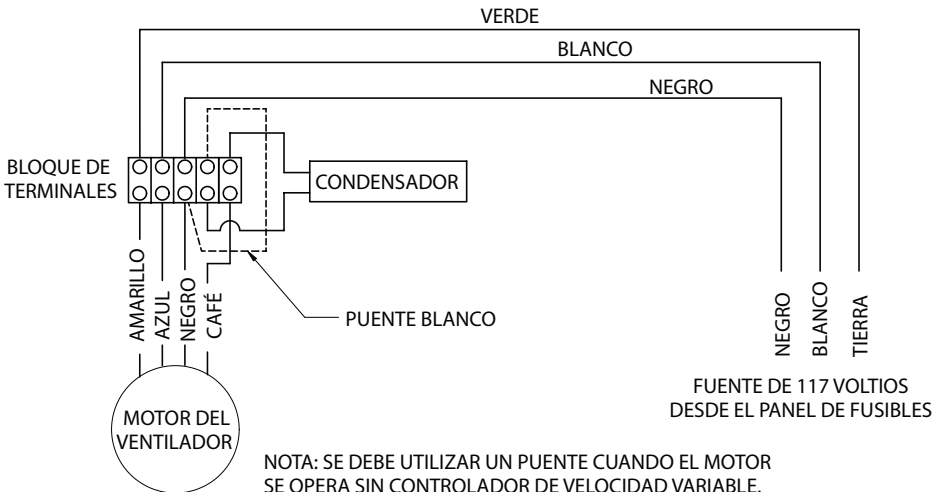 VERDE
BLANCO
NEGRO
BLOQUE DE
TERMINALES
CONDENSADOR
AMARILLO
AZUL
NEGRO
CAFÉ
PUENTE BLANCO
NEGRO
BLANCO
TIERRA
MOTOR DEL
VENTILADOR
FUENTE DE 117 VOLTIOS
DESDE EL PANEL DE FUSIBLES
NOTA: SE DEBE UTILIZAR UN PUENTE CUANDO EL MOTOR
SE OPERA SIN CONTROLADOR DE VELOCIDAD VARIABLE.